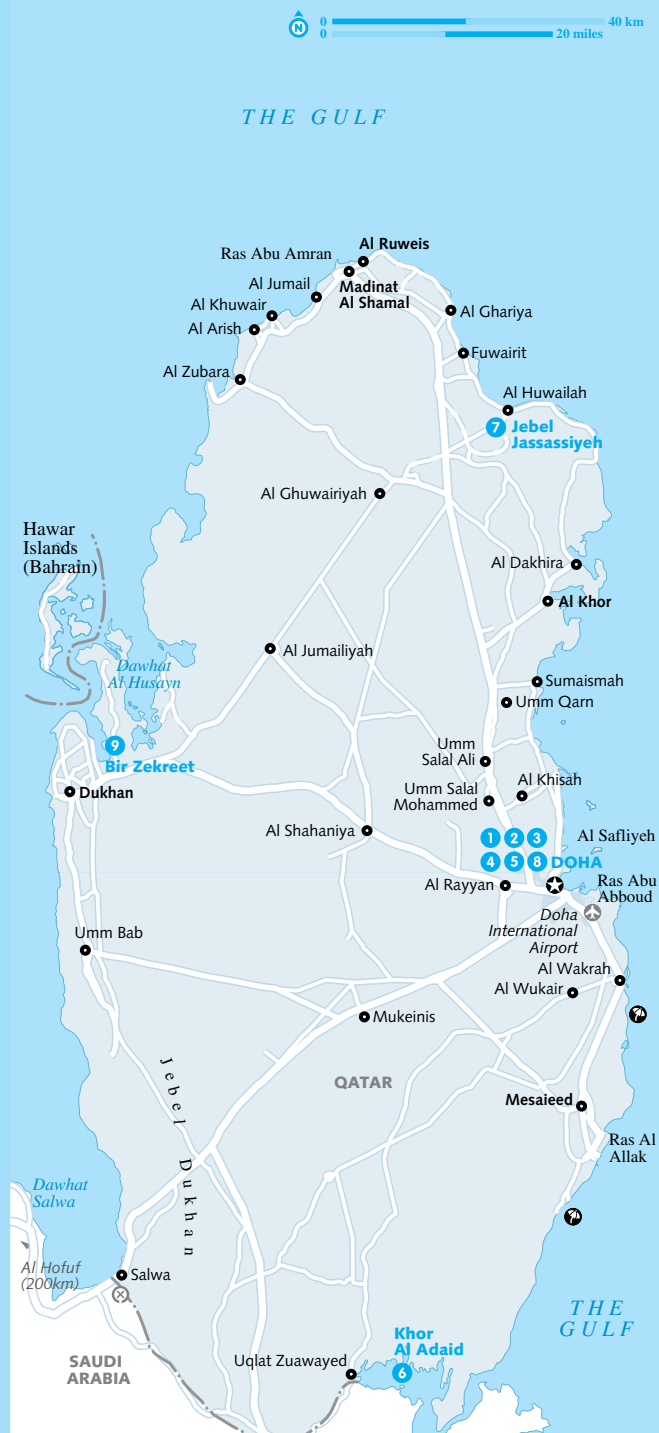 N
0 40 km
0 20 miles
THE GULF
Al Ruweis
Ras Abu Amran
Madinat
Al Shamal
Al Jumail
Al Khuwair
Al Arish
Al Ghariya
Fuwairit
Al Zubara
Al Huwailah
7 Jebel
Jassassiyeh
Al Ghuwairiyah
Hawar
Islands
(Bahrain)
Al Dakhira
Al Khor
Al Jumailiyah
Dawhat
Al Husayn
Sumaismah
Umm Qarn
9
Bir Zekreet
Umm
Salal Ali
Al Khisah
Umm Salal
Mohammed
Dukhan
Al Shahaniya
1 2 3
4 5 8 DOHA
Al Safliyeh
Al Rayyan
Ras Abu
Abboud
Doha
International
Airport
Umm Bab
Al Wakrah
Al Wukair
Mukeinis
QATAR
Jebel Dukhan
Mesaieed
Ras Al
Allak
Dawhat
Salwa
Al Hofuf
(200km)
Salwa
THE
GULF
Khor
Al Adaid
6
Uqlat Zuawayed
SAUDI
ARABIA